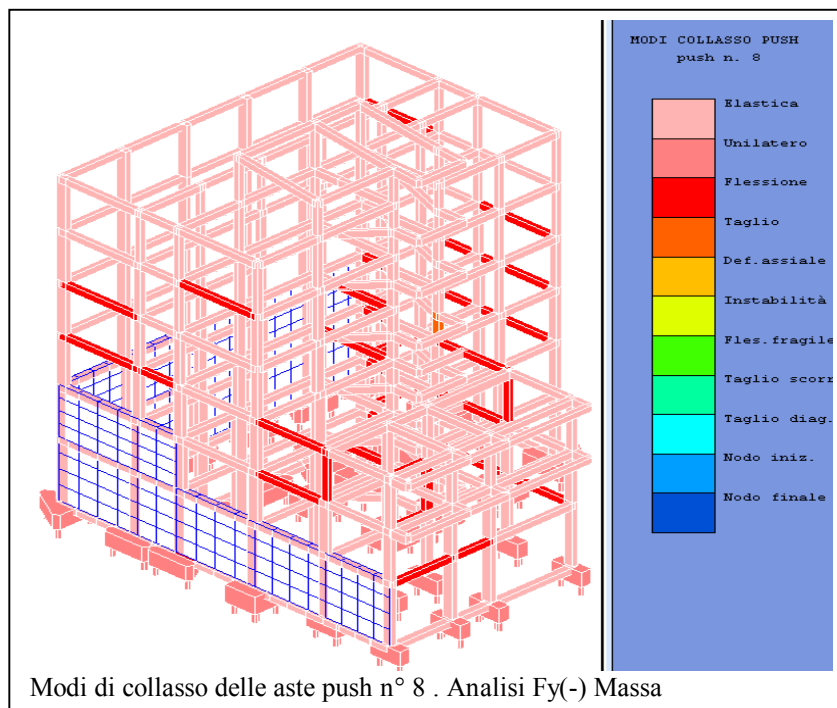 MODI COLLASSO PUSH
push n. 8
Elastica
Unilatero
Flessione
Taglio
Def.assiale
Instabilità
Fles.fragile
Taglio scorr
Taglio diag.
Nodo iniz.
Nodo finale
Modi di collasso delle aste push n° 8 . Analisi Fy(-) Massa